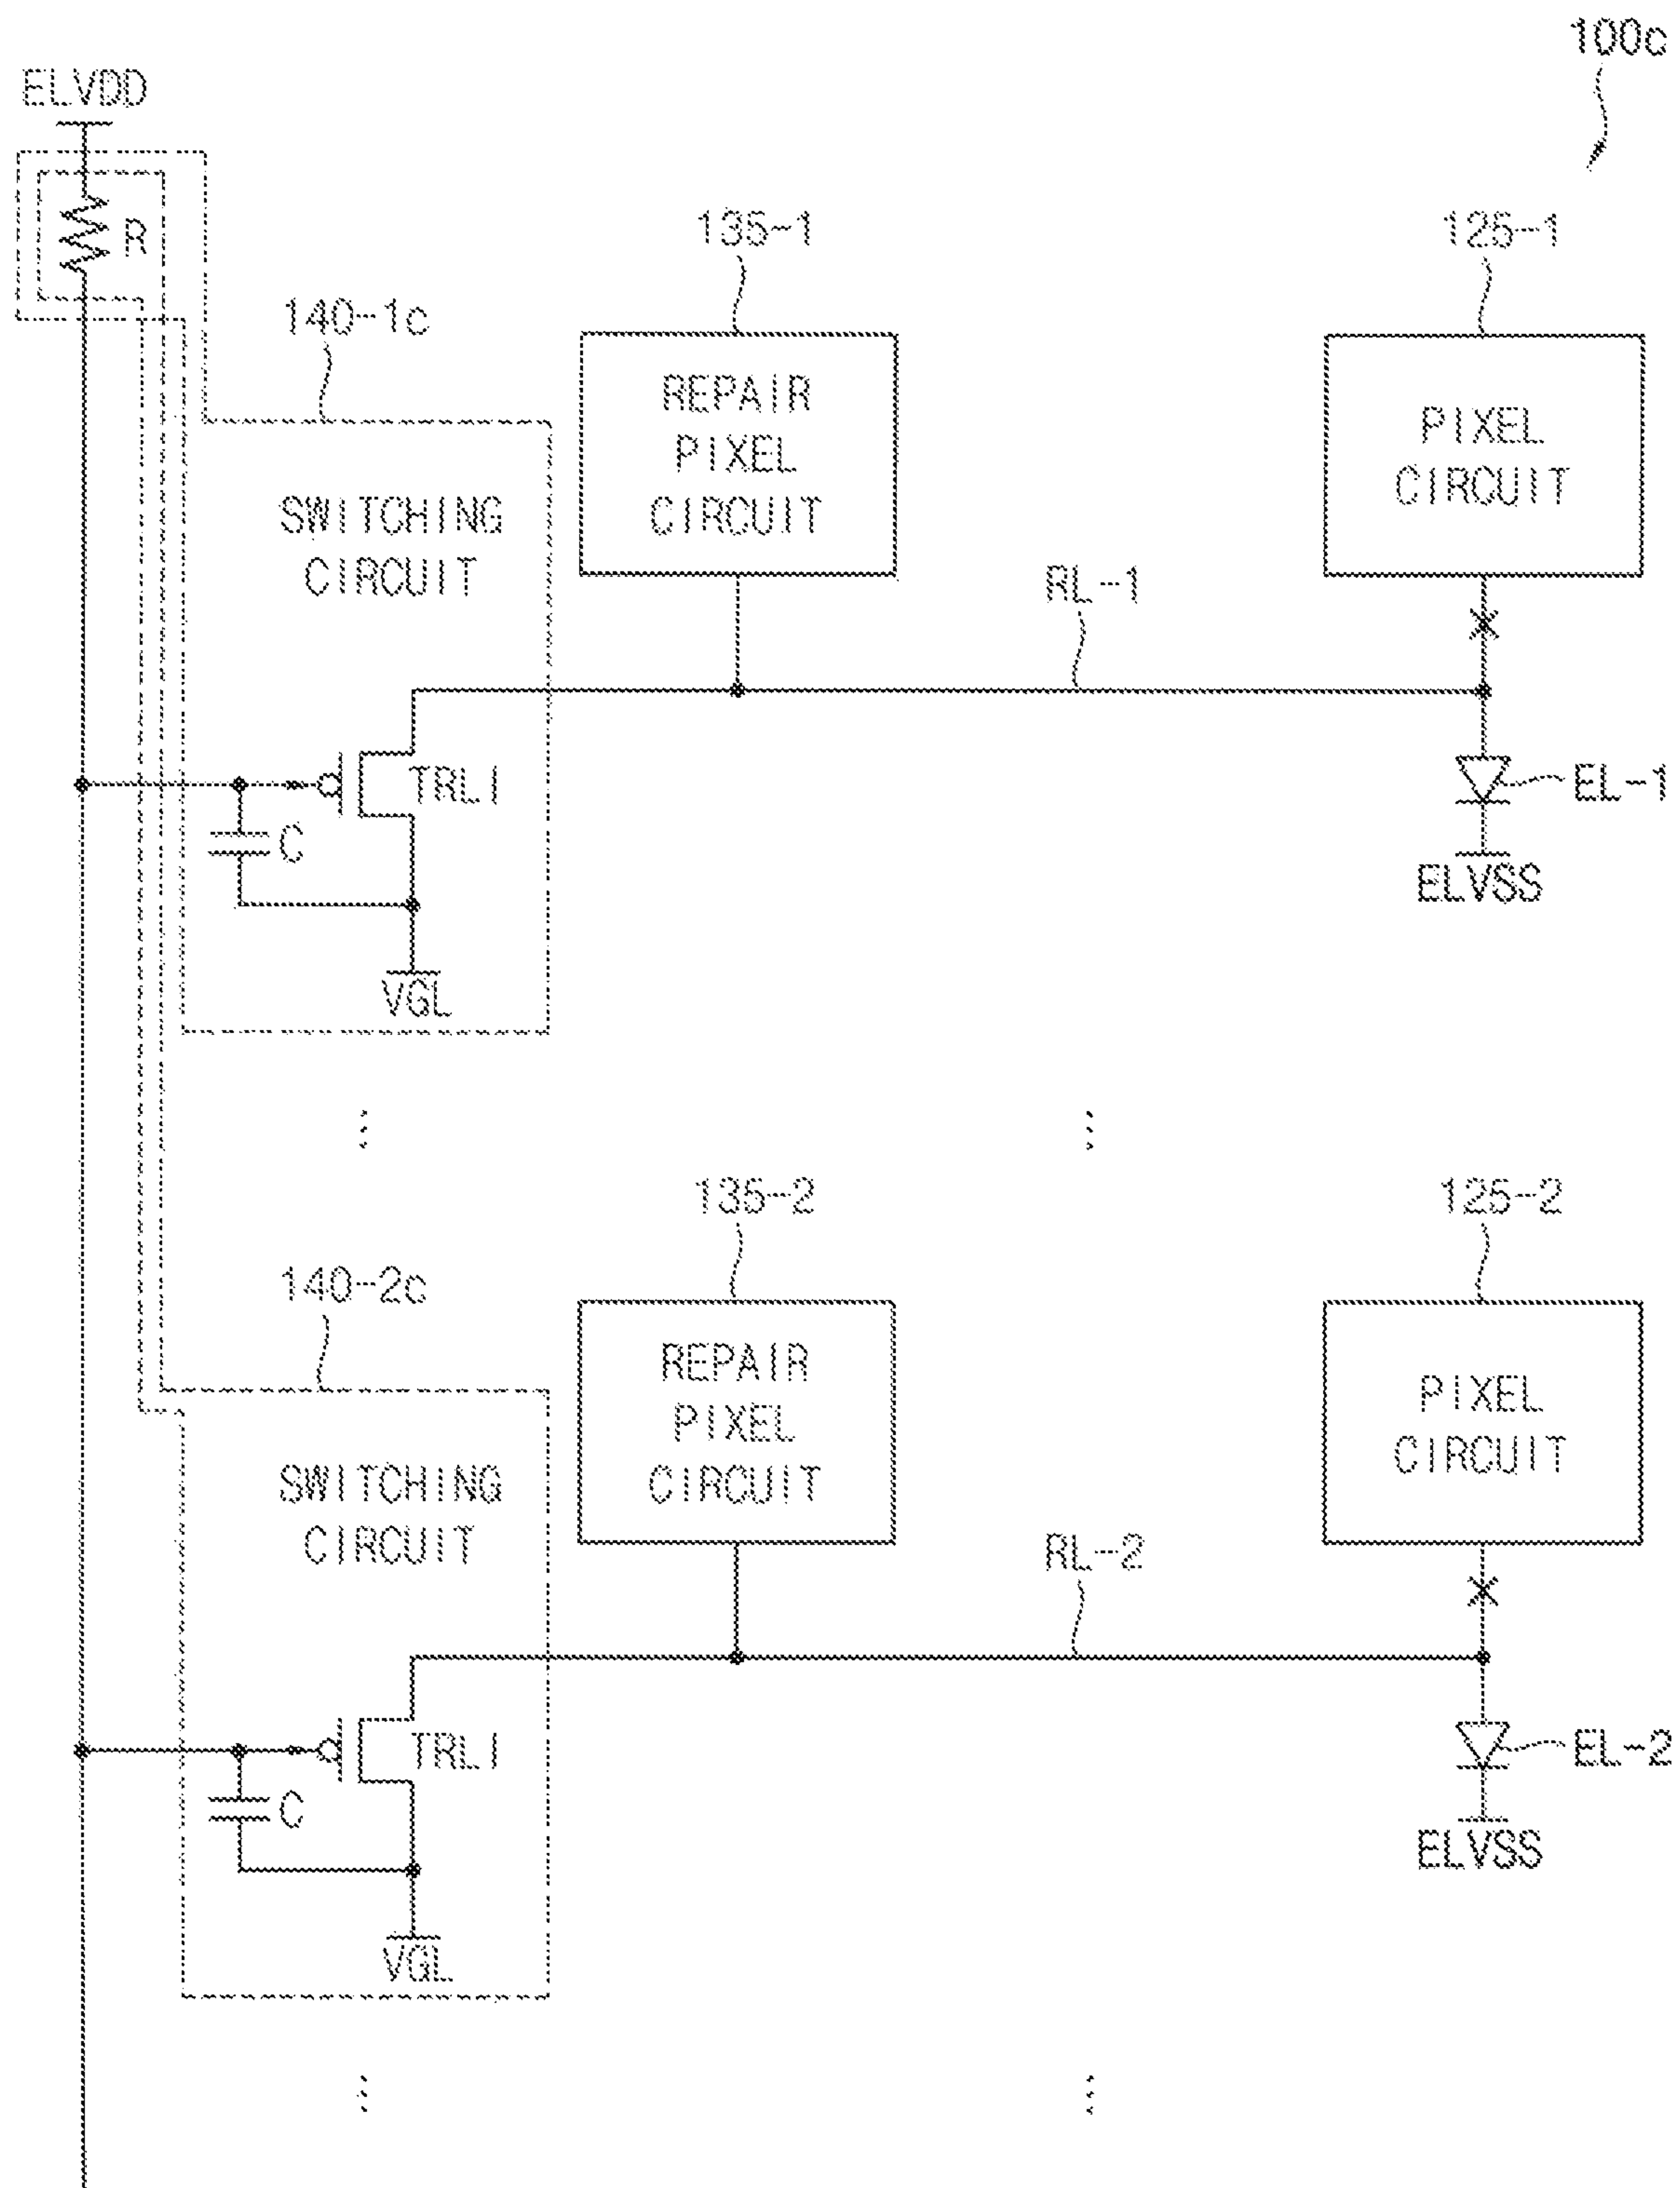 100c
ELVDD
R
135-1
125-1
140-1c
REPAIR
PIXEL
CIRCUIT
PIXEL
CIRCUIT
SWITCHING
CIRCUIT
RL-1
TRLI
EL-1
C
ELVSS
VGL
135-2
125-2
140-2c
REPAIR
PIXEL
CIRCUIT
PIXEL
CIRCUIT
SWITCHING
CIRCUIT
RL-2
TRLI
EL-2
C
ELVSS
VGL